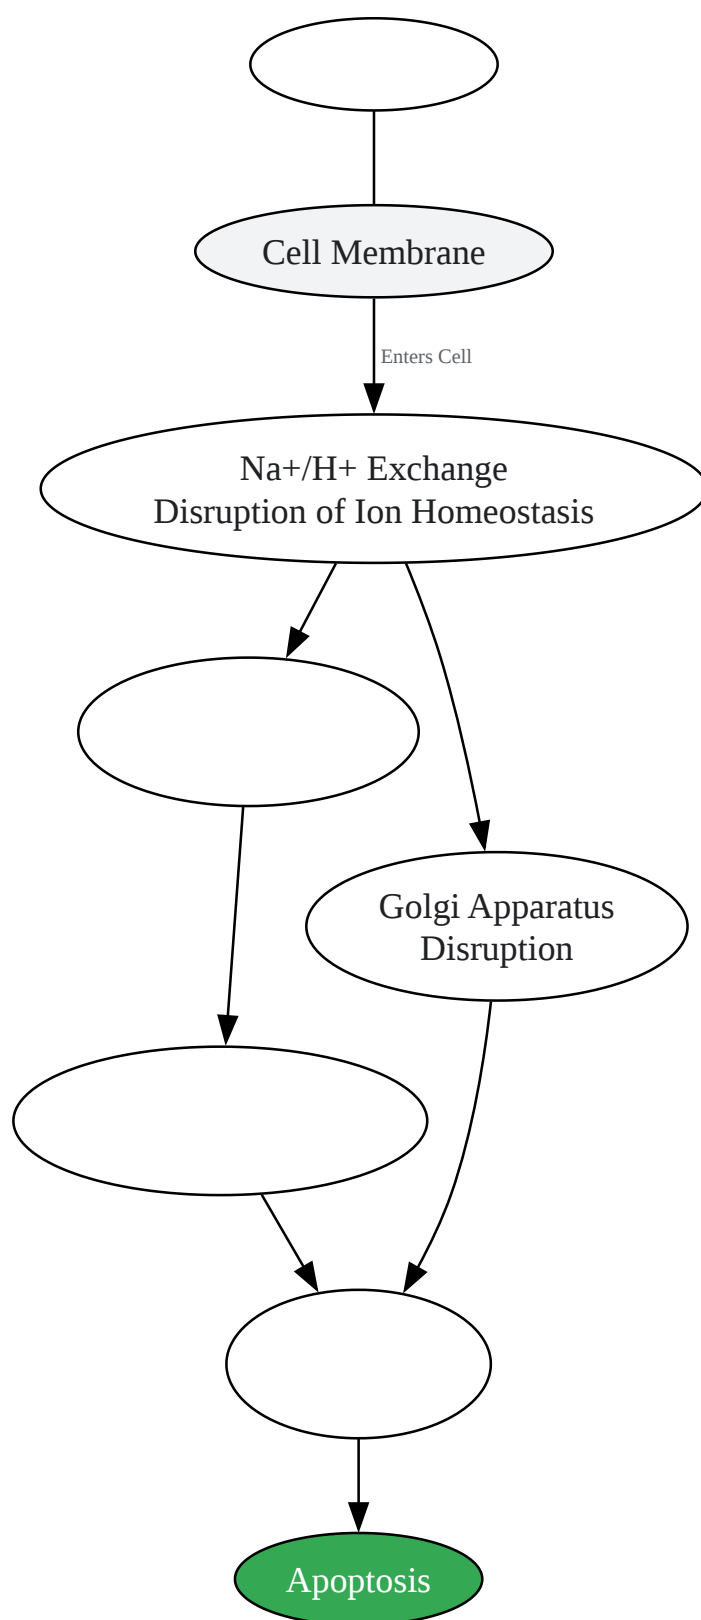 Cell Membrane
Enters Cell
Na+/H+ Exchange
Disruption of Ion Homeostasis
Golgi Apparatus
Disruption
Apoptosis